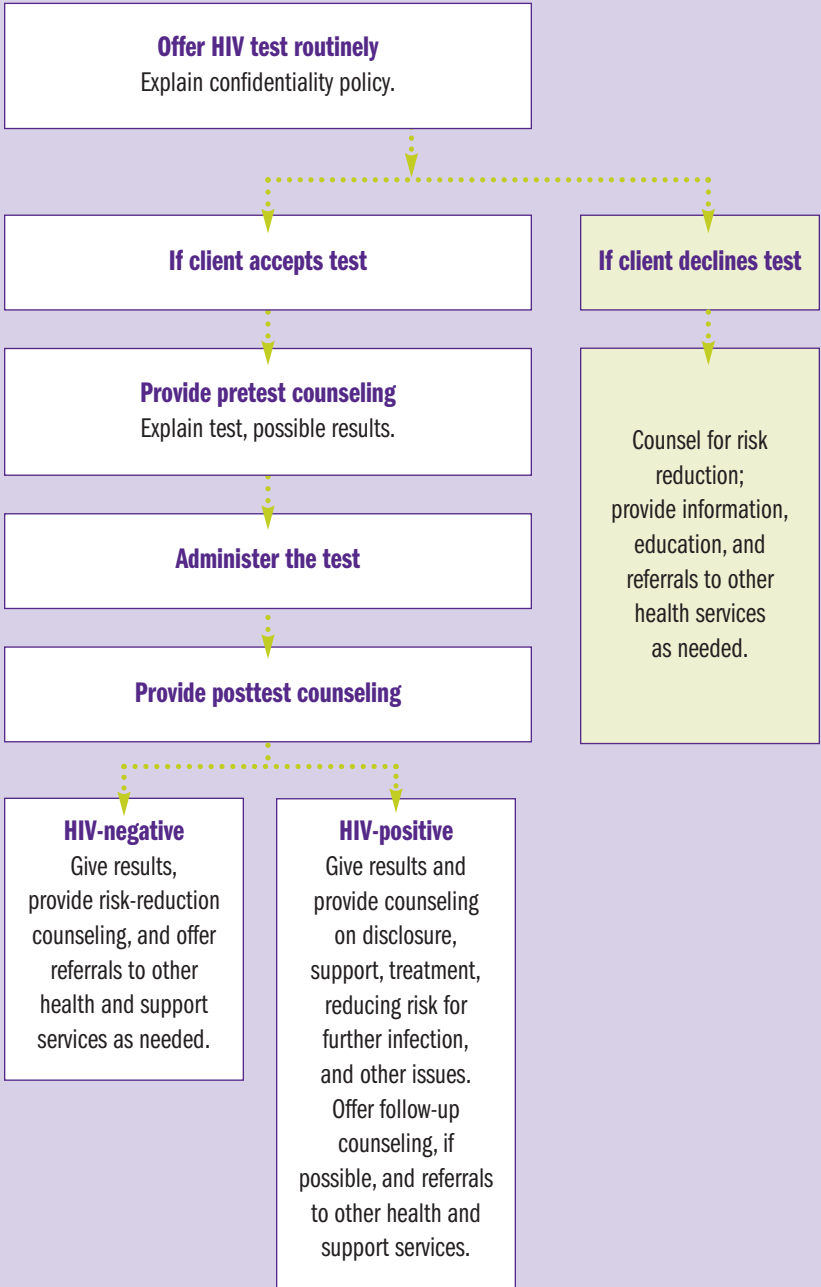 Offer HIV test routinely
Explain confidentiality policy.
If client accepts test
If client declines test
Provide pretest counseling
Explain test, possible results.
Counsel for risk
reduction;
provide information,
education, and
referrals to other
health services
as needed.
Administer the test
Provide posttest counseling
HIV-negative
Give results,
provide risk-reduction
counseling, and offer
referrals to other
health and support
services as needed.
HIV-positive
Give results and
provide counseling
on disclosure,
support, treatment,
reducing risk for
further infection,
and other issues.
Offer follow-up
counseling, if
possible, and referrals
to other health and
support services.